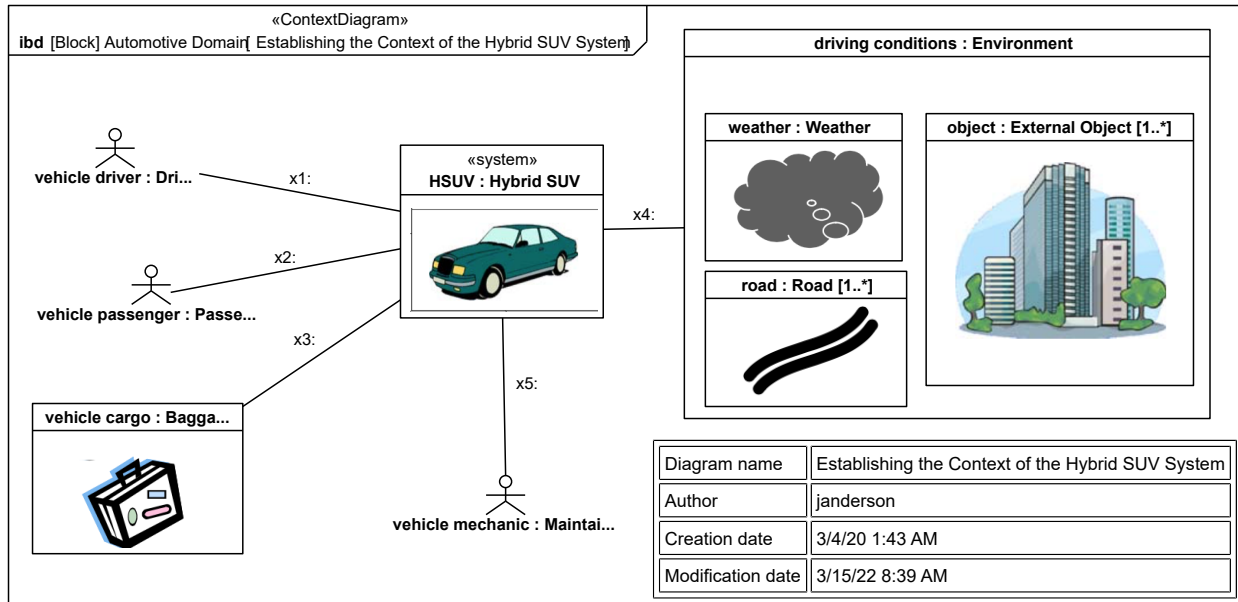 «ContextDiagram»
ibd [Block] Automotive Domain[ Establishing the Context of the Hybrid SUV System]
driving conditions : Environment
weather : Weather
object : External Object [1..*]
vehicle driver : Dri...
x1:
«system»
HSUV : Hybrid SUV
x4:
x2:
vehicle passenger : Passe...
road : Road [1..*]
x3:
x5:
vehicle cargo : Bagga...
vehicle mechanic : Maintai...
Diagram name Establishing the Context of the Hybrid SUV System
Author janderson
Creation date 3/4/20 1:43 AM
Modification date 3/15/22 8:39 AM